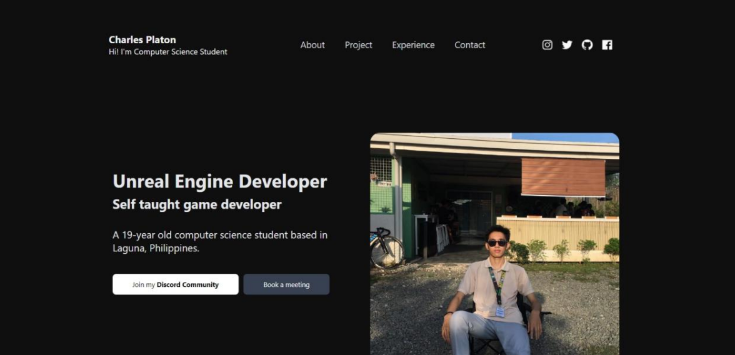 Charles Platon
Hi! I'm Computer Science Student
About Project Experience Contact
Unreal Engine Developer
Self taught game developer
A 19-year old computer science student based in
Laguna, Philippines.
Join my Discord Community
Book a meeting